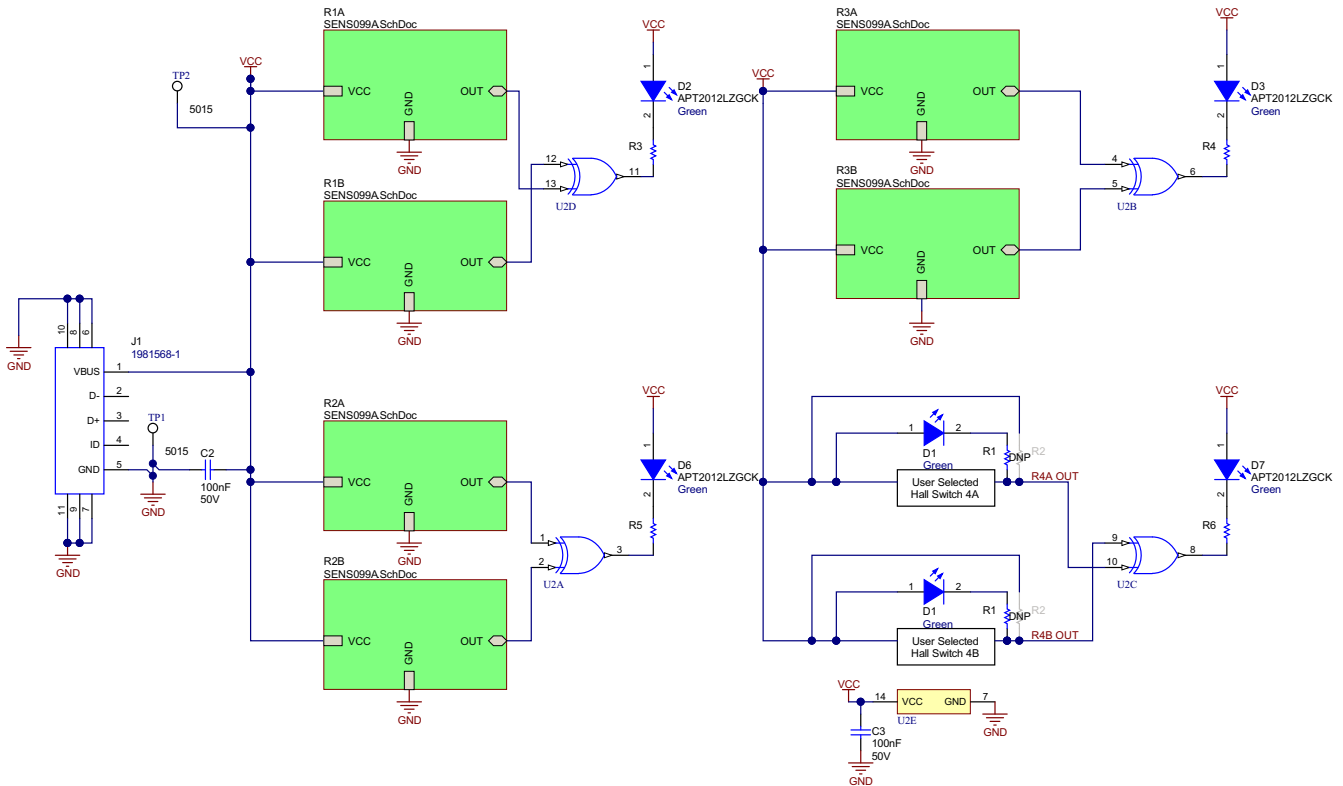 R1A
SENS099A.SchDoc
VCC
GND
OUT
GND
R1B
SENS099A.SchDoc
VCC
GND
OUT
GND
VCC
TP2
5015
VCC
1
D2
APT2012LZGCK
Green
2
R3
12
13
11
U2D
R3A
SENS099A.SchDoc
VCC
GND
OUT
GND
R3B
SENS099A.SchDoc
VCC
GND
OUT
GND
VCC
VCC
1
D3
APT2012LZGCK
Green
2
R4
4
5
6
U2B
J1
1981568-1
10
8
6
GND
VBUS 1
D- 2
D+ 3
ID 4
GND 5
11
9
7
GND
TP1
5015
GND
C2
100nF
50V
R2A
SENS099A.SchDoc
VCC
GND
OUT
GND
R2B
SENS099A.SchDoc
VCC
GND
OUT
GND
VCC
1
D6
APT2012LZGCK
Green
2
R5
1
2
3
U2A
1
2
D1
Green
R1
DNP
R2
User Selected
Hall Switch 4A
R4A OUT
1
2
D1
Green
R1
DNP
R2
User Selected
Hall Switch 4B
R4B OUT
VCC
1
D7
APT2012LZGCK
Green
2
R6
9
10
8
U2C
VCC
14
VCC
GND
7
U2E
GND
C3
100nF
50V
GND